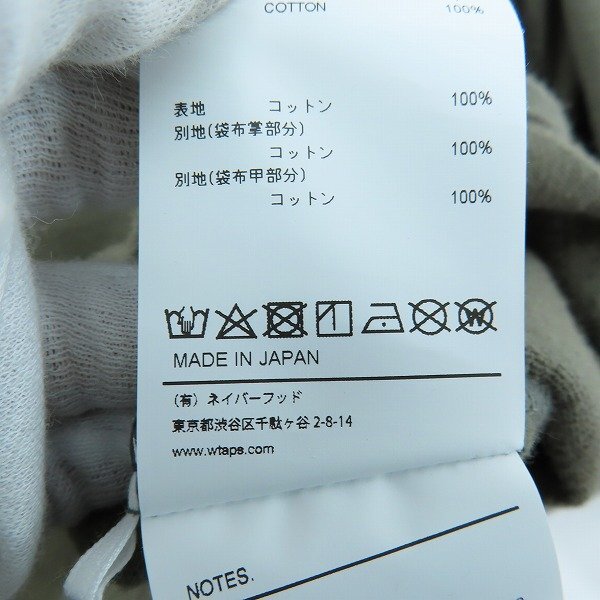 COTTON 100%
表地 コットン 100%
別地(袋布掌部分)
コットン 100%
別地(袋布甲部分)
コットン 100%
MADE IN JAPAN
(有) ネイバーフッド
東京都渋谷区千駄ヶ谷 2-8-14
www.wtaps.com
NOTES.